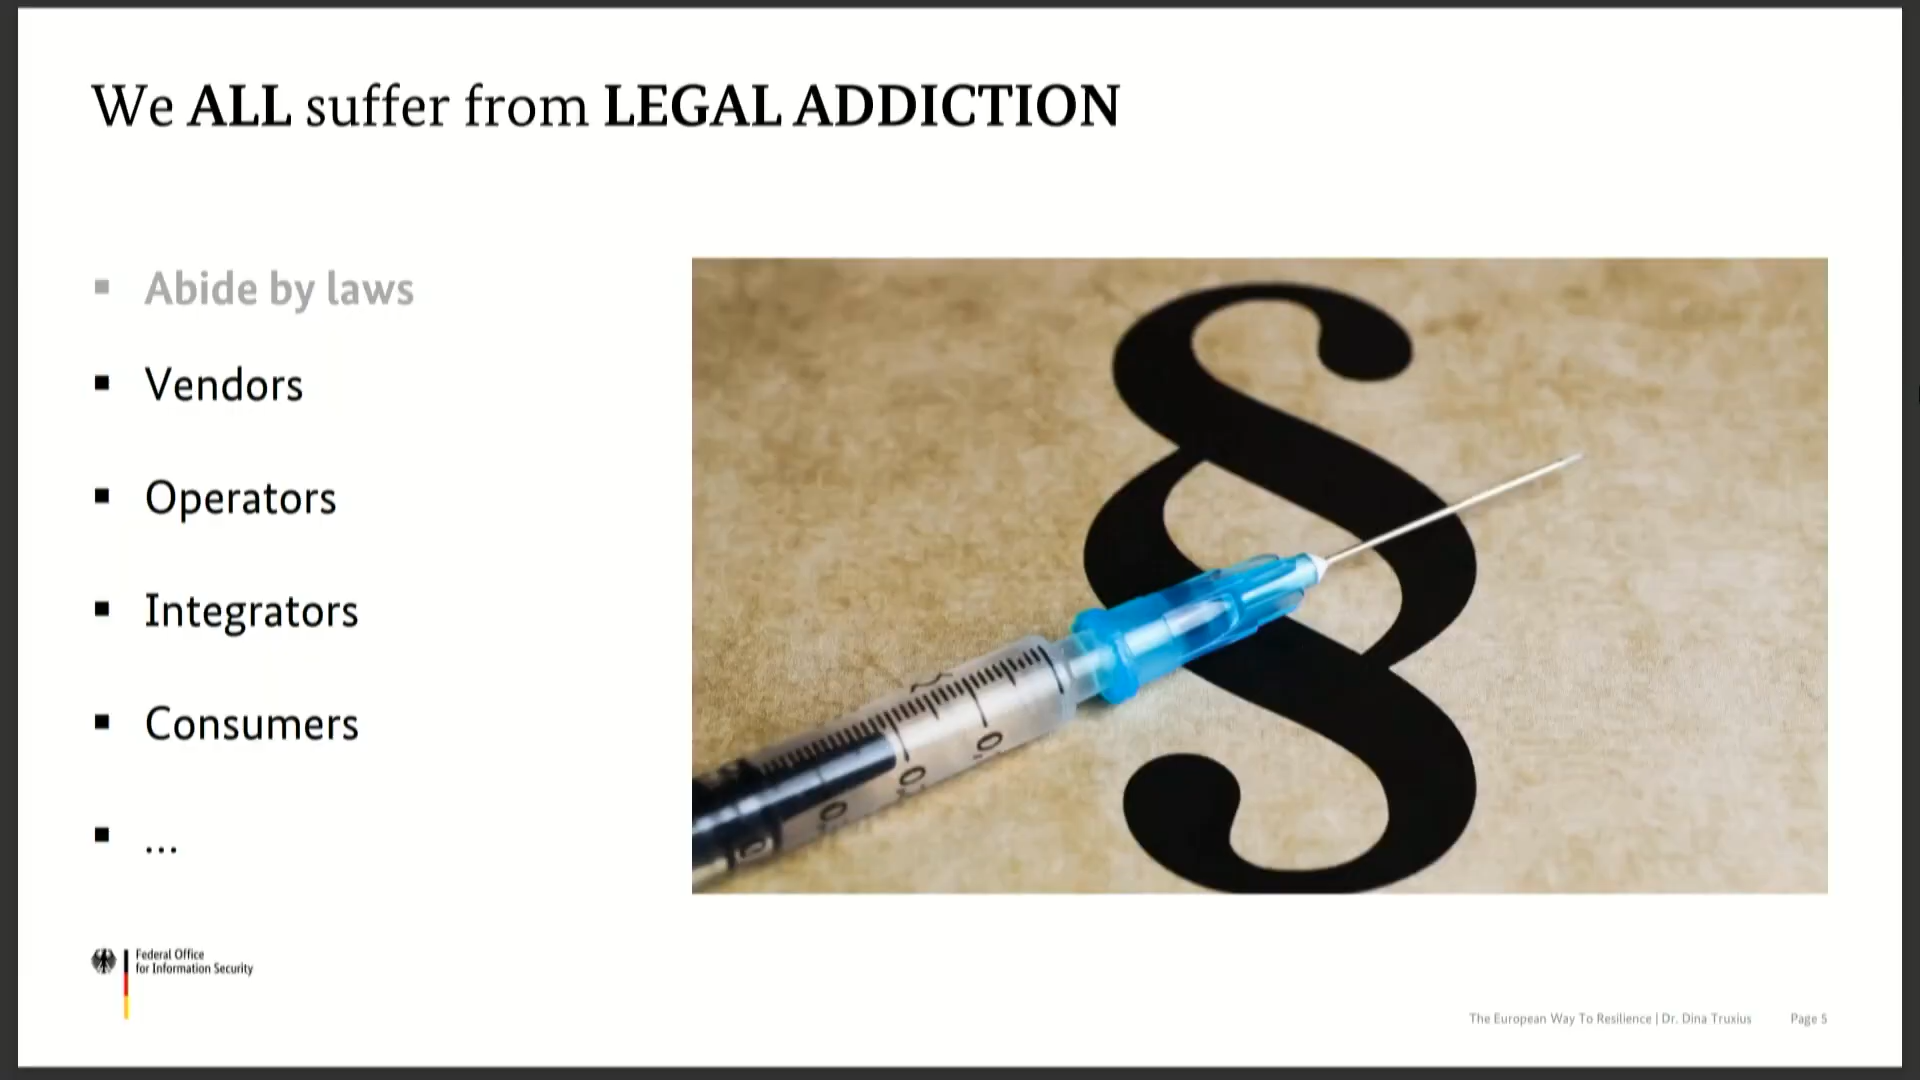 We ALL suffer from LEGAL ADDICTION
Abide by laws
Vendors
Operators
Integrators
Consumers
...
§
Federal Office
for Information Security
The European Way To Resilience | Dr. Dina Truxius
Page 5